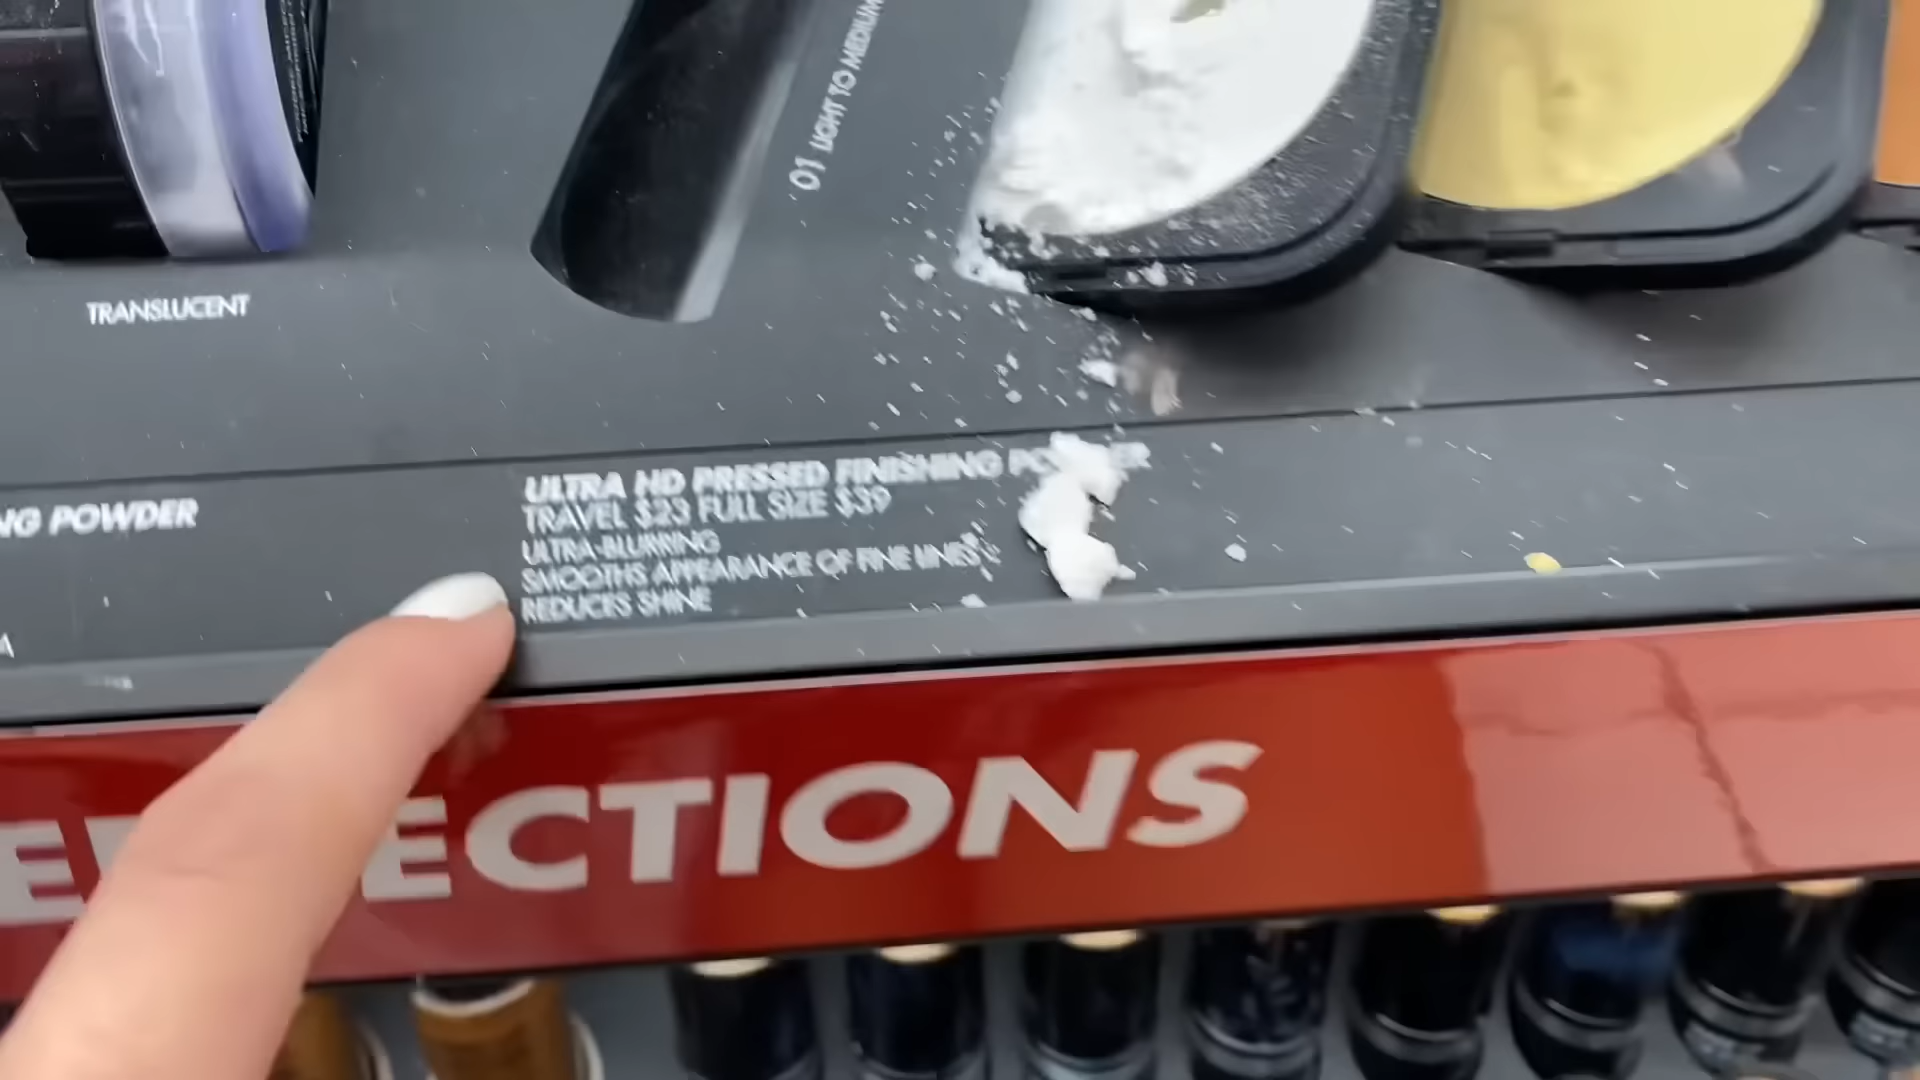 01 LIGHT TO MEDIUM
TRANSLUCENT
NG POWDER
ULTRA HD PRESSED FINISHING POWDER
TRAVEL $23 FULL SIZE $39
ULTRA-BLURRING
SMOOTHS APPEARANCE OF FINE LINES
REDUCES SHINE
ECTIONS